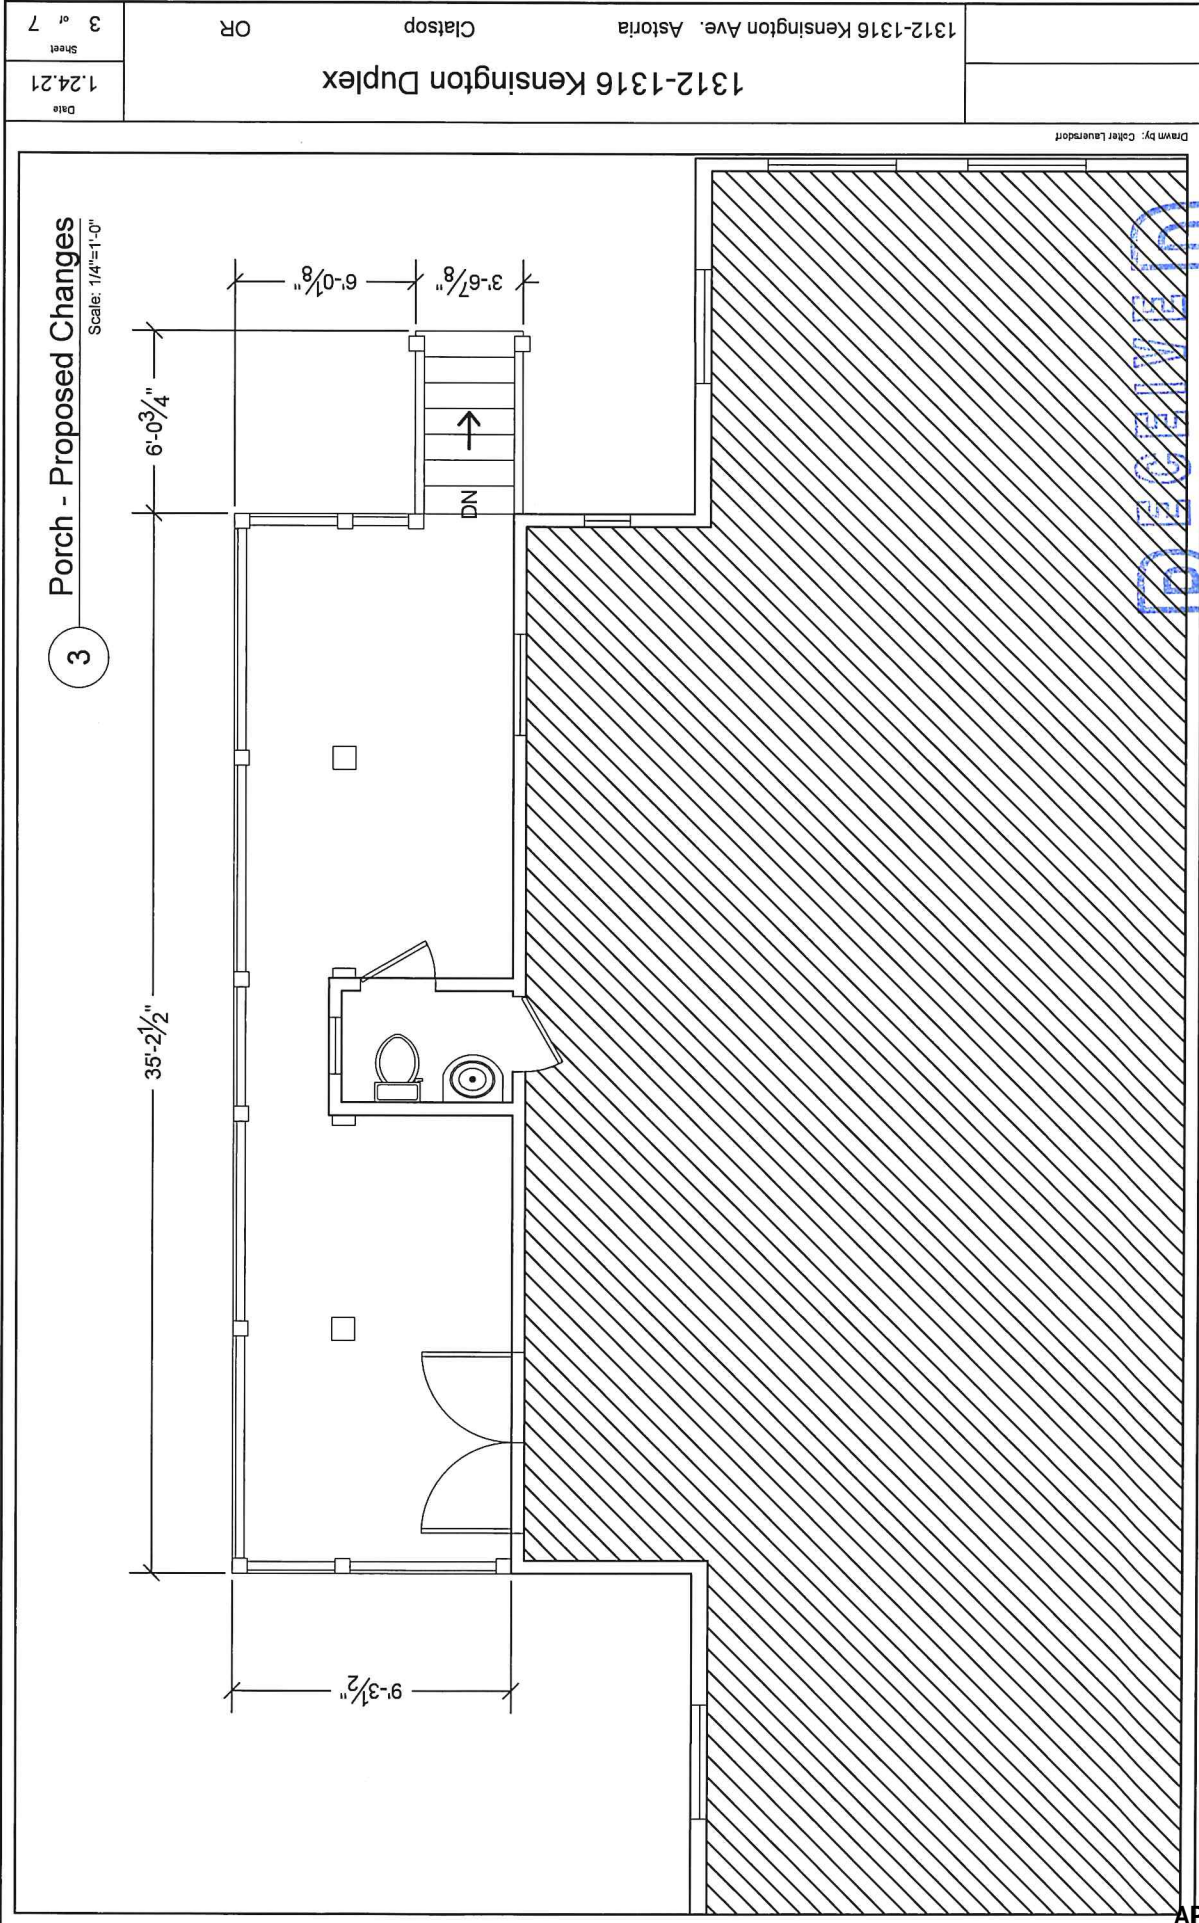 3
Porch - Proposed Changes
Scale: 1/4"=1'-0"
35'-2 1/2"
6'-0 3/4"
6'-0 1/8"
3'-6 7/8"
9'-3 1/2"
DN
RECEIVED
Drawn by: Colter Lauersdorf
1312-1316 Kensington Duplex
1312-1316 Kensington Ave. Astoria Clatsop OR
Date
1.24.21
Sheet
3 of 7